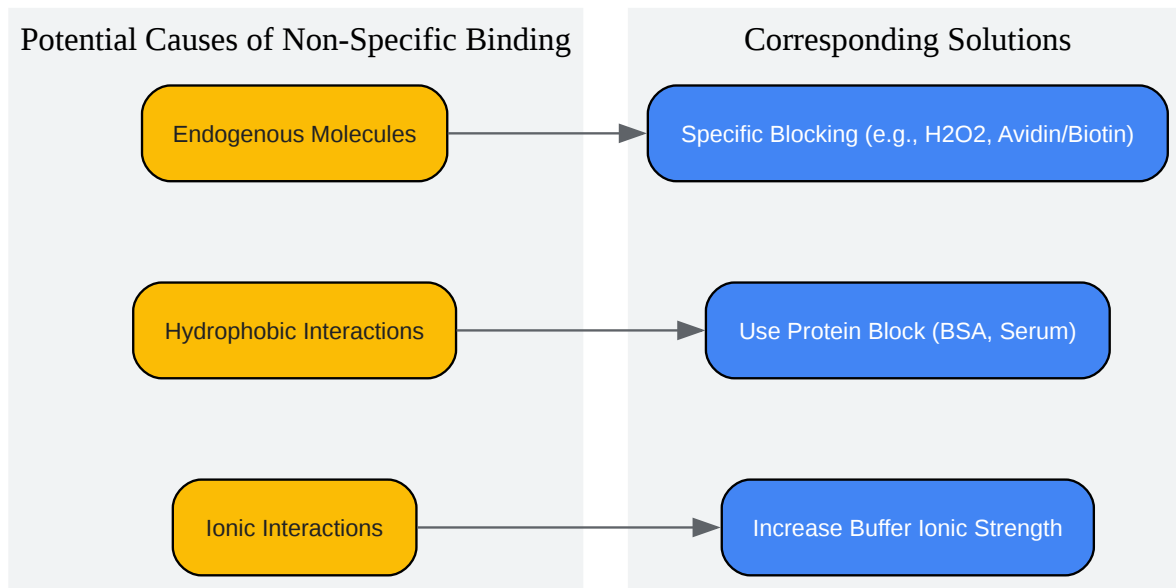 Potential Causes of Non-Specific Binding
Corresponding Solutions
Endogenous Molecules
Specific Blocking (e.g., H2O2, Avidin/Biotin)
Hydrophobic Interactions
Use Protein Block (BSA, Serum)
Ionic Interactions
Increase Buffer Ionic Strength